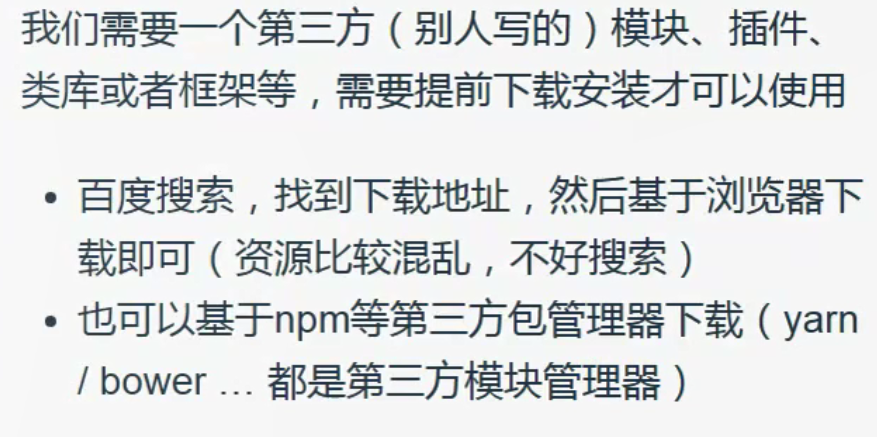 我们需要一个第三方（别人写的）模块、插件、
类库或者框架等，需要提前下载安装才可以使用
• 百度搜索，找到下载地址，然后基于浏览器下
载即可（资源比较混乱，不好搜索）
• 也可以基于npm等第三方包管理器下载（yarn
/ bower ... 都是第三方模块管理器）